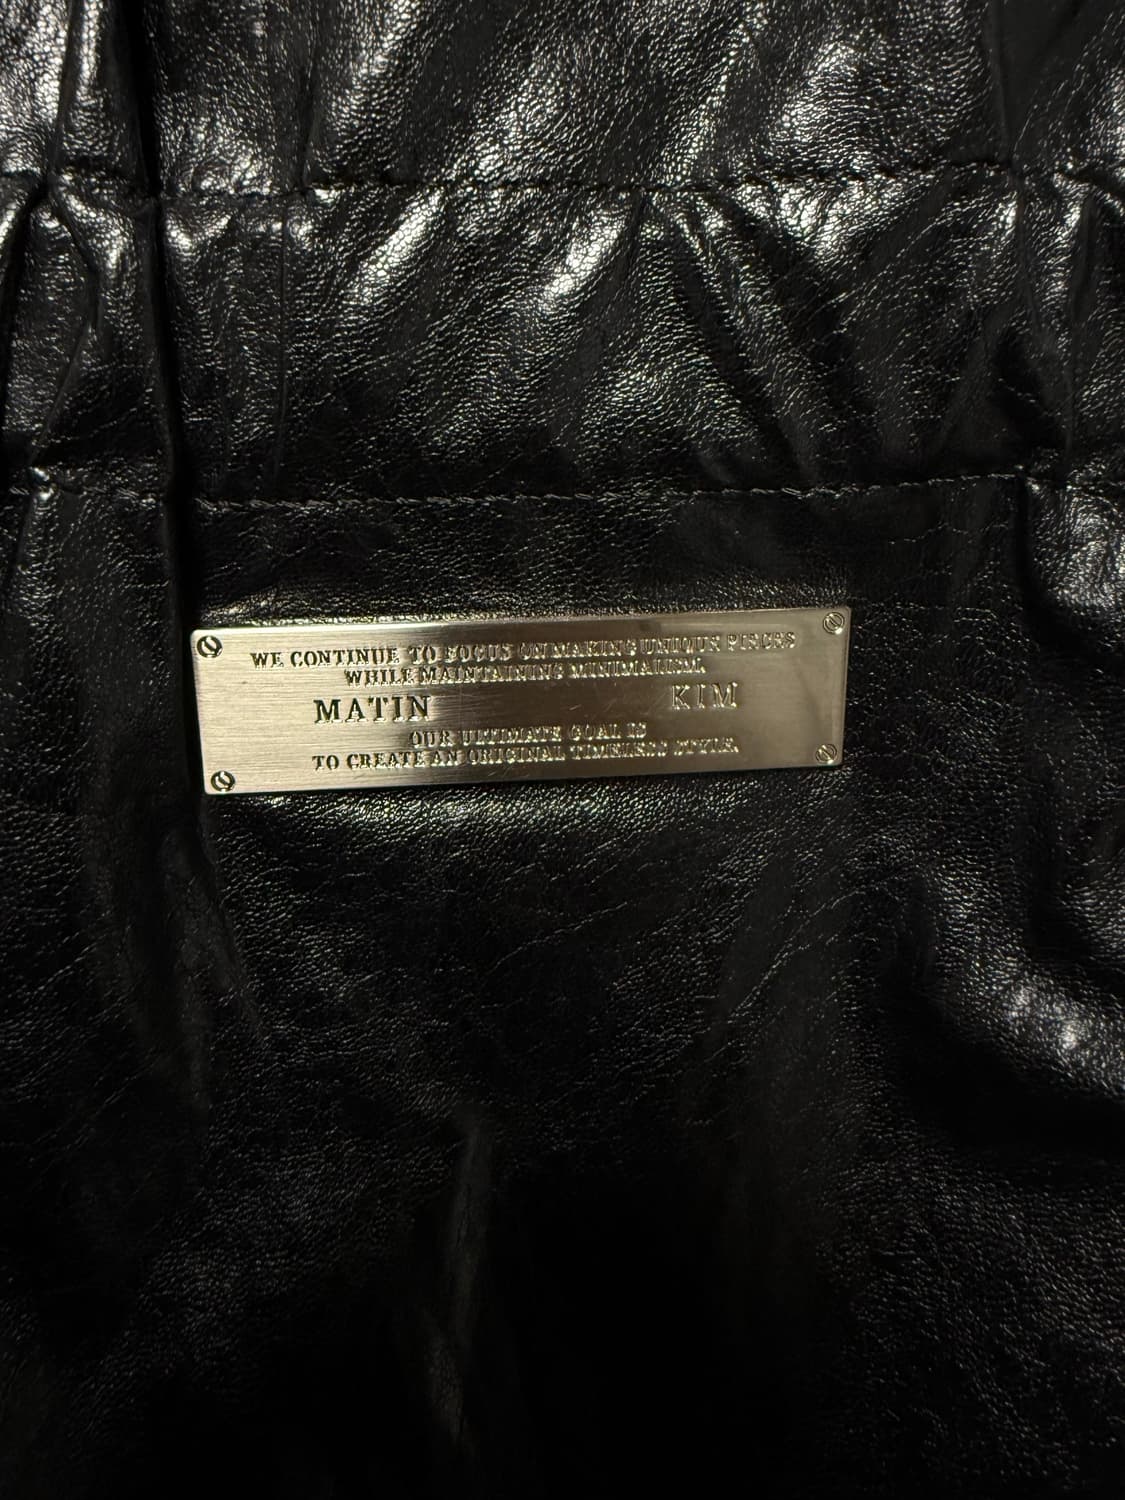 WE CONTINUE TO FOCUS ON MAKING UNIQUE PIECES
WHILE MAINTAINING MINIMALISM.
MATIN KIM
OUR ULTIMATE GOAL IS
TO CREATE AN ORIGINAL TIMELESS STYLE.